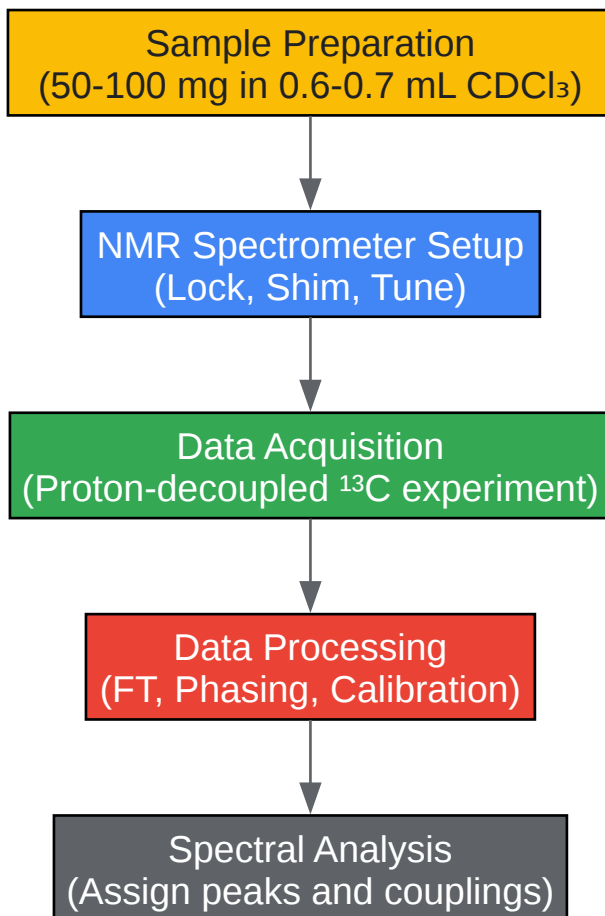 Sample Preparation
(50-100 mg in 0.6-0.7 mL CDCl₃)
NMR Spectrometer Setup
(Lock, Shim, Tune)
Data Acquisition
(Proton-decoupled ¹³C experiment)
Data Processing
(FT, Phasing, Calibration)
Spectral Analysis
(Assign peaks and couplings)